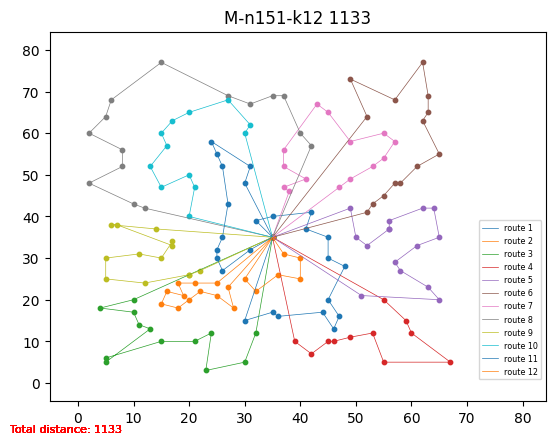 M-n151-k12 1133
80
70
60
50
40
30
20
10
0
0 10 20 30 40 50 60 70 80
route 1
route 2
route 3
route 4
route 5
route 6
route 7
route 8
route 9
route 10
route 11
route 12
Total distance: 1133